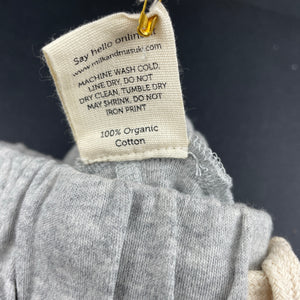 Say hello online!
www.milkandmastuk.com
MACHINE WASH COLD,
LINE DRY. DO NOT
DRY CLEAN, TUMBLE DRY
MAY SHRINK. DO NOT
IRON PRINT
100% Organic
Cotton